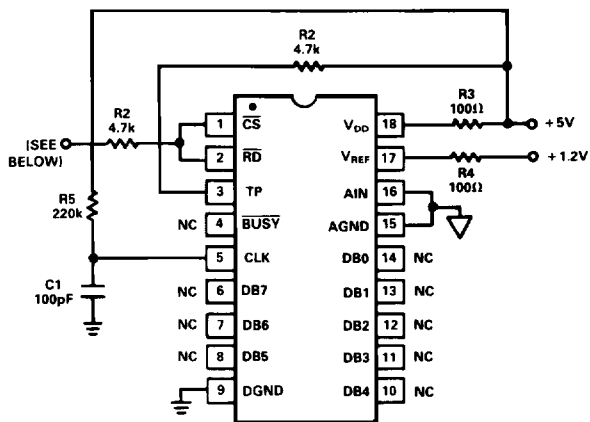 R2
4.7k
R2
4.7k
(SEE
BELOW)
R3
100Ω
+5V
R4
100Ω
+1.2V
R5
220k
C1
100pF
1 CS
2 RD
3 TP
NC 4 BUSY
5 CLK
NC 6 DB7
NC 7 DB6
NC 8 DB5
9 DGND
VDD 18
VREF 17
AIN 16
AGND 15
DB0 14 NC
DB1 13 NC
DB2 12 NC
DB3 11 NC
DB4 10 NC